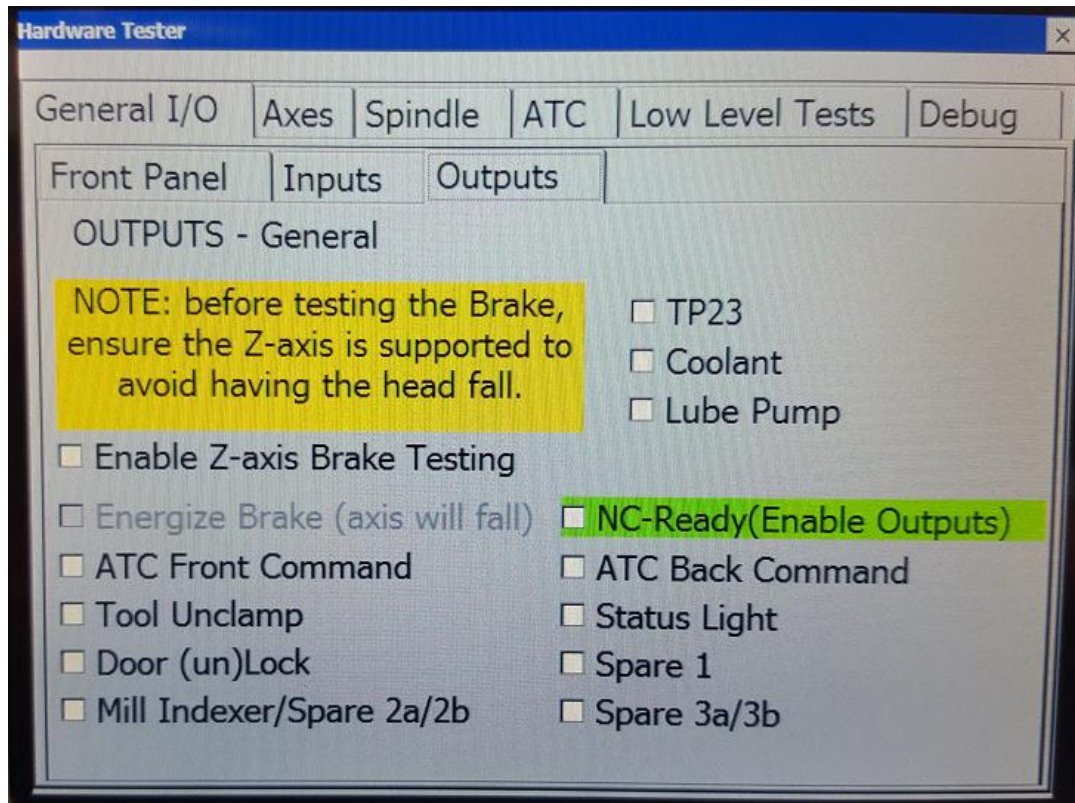 Hardware Tester
General I/O Axes Spindle ATC Low Level Tests Debug
Front Panel Inputs Outputs
OUTPUTS - General
NOTE: before testing the Brake,
ensure the Z-axis is supported to
avoid having the head fall.
TP23
Coolant
Lube Pump
Enable Z-axis Brake Testing
Energize Brake (axis will fall) NC-Ready(Enable Outputs)
ATC Front Command ATC Back Command
Tool Unclamp Status Light
Door (un)Lock Spare 1
Mill Indexer/Spare 2a/2b Spare 3a/3b